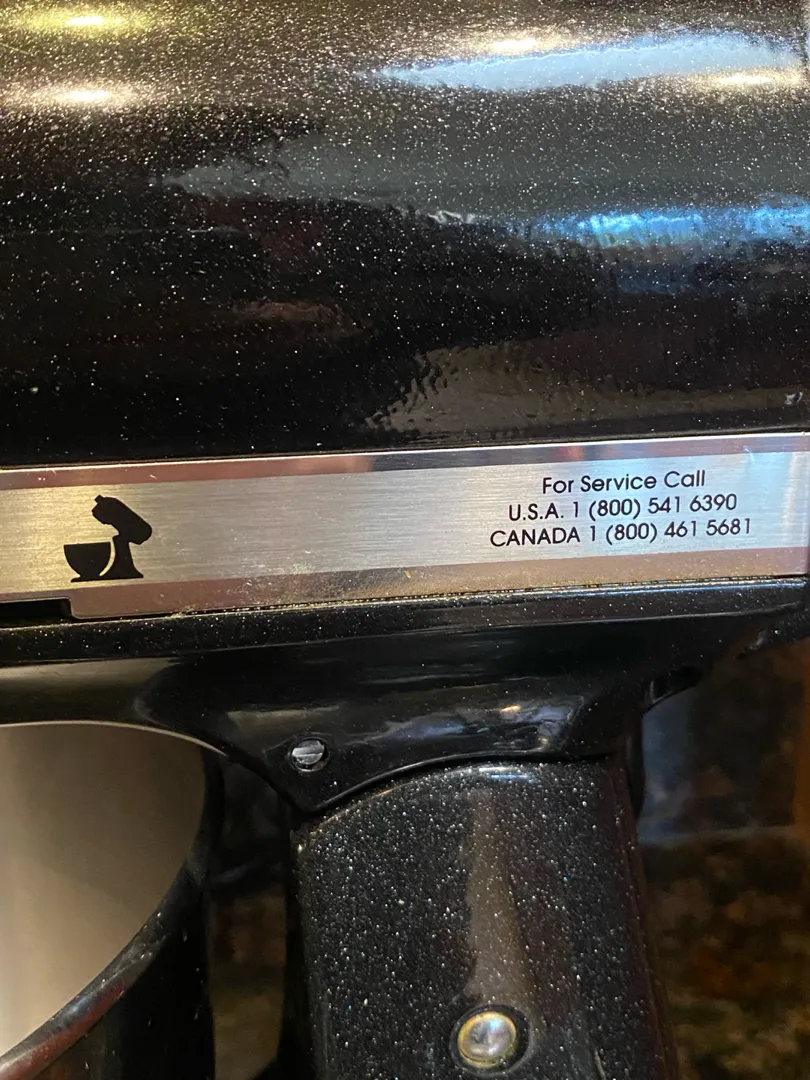 For Service Call
U.S.A. 1 (800) 541 6390
CANADA 1 (800) 461 5681